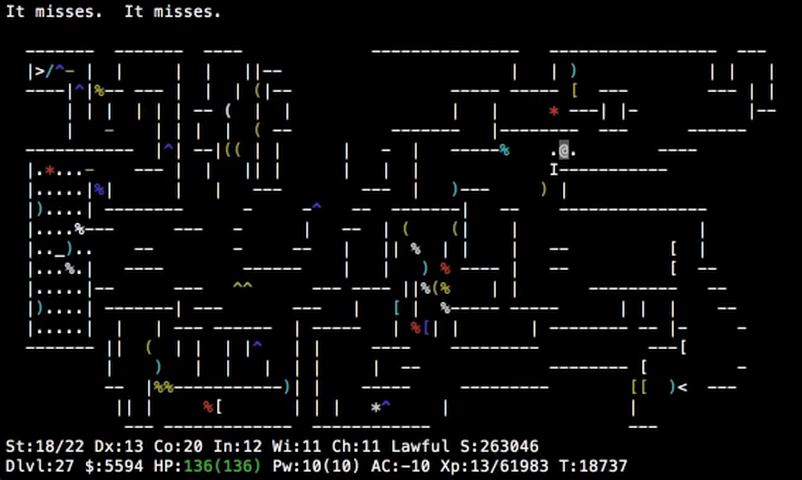 It misses.  It misses.
St:18/22 Dx:13 Co:20 In:12 Wi:11 Ch:11 Lawful S:263046
Dlvl:27 $:5594 HP:136(136) Pw:10(10) AC:-10 Xp:13/61983 T:18737